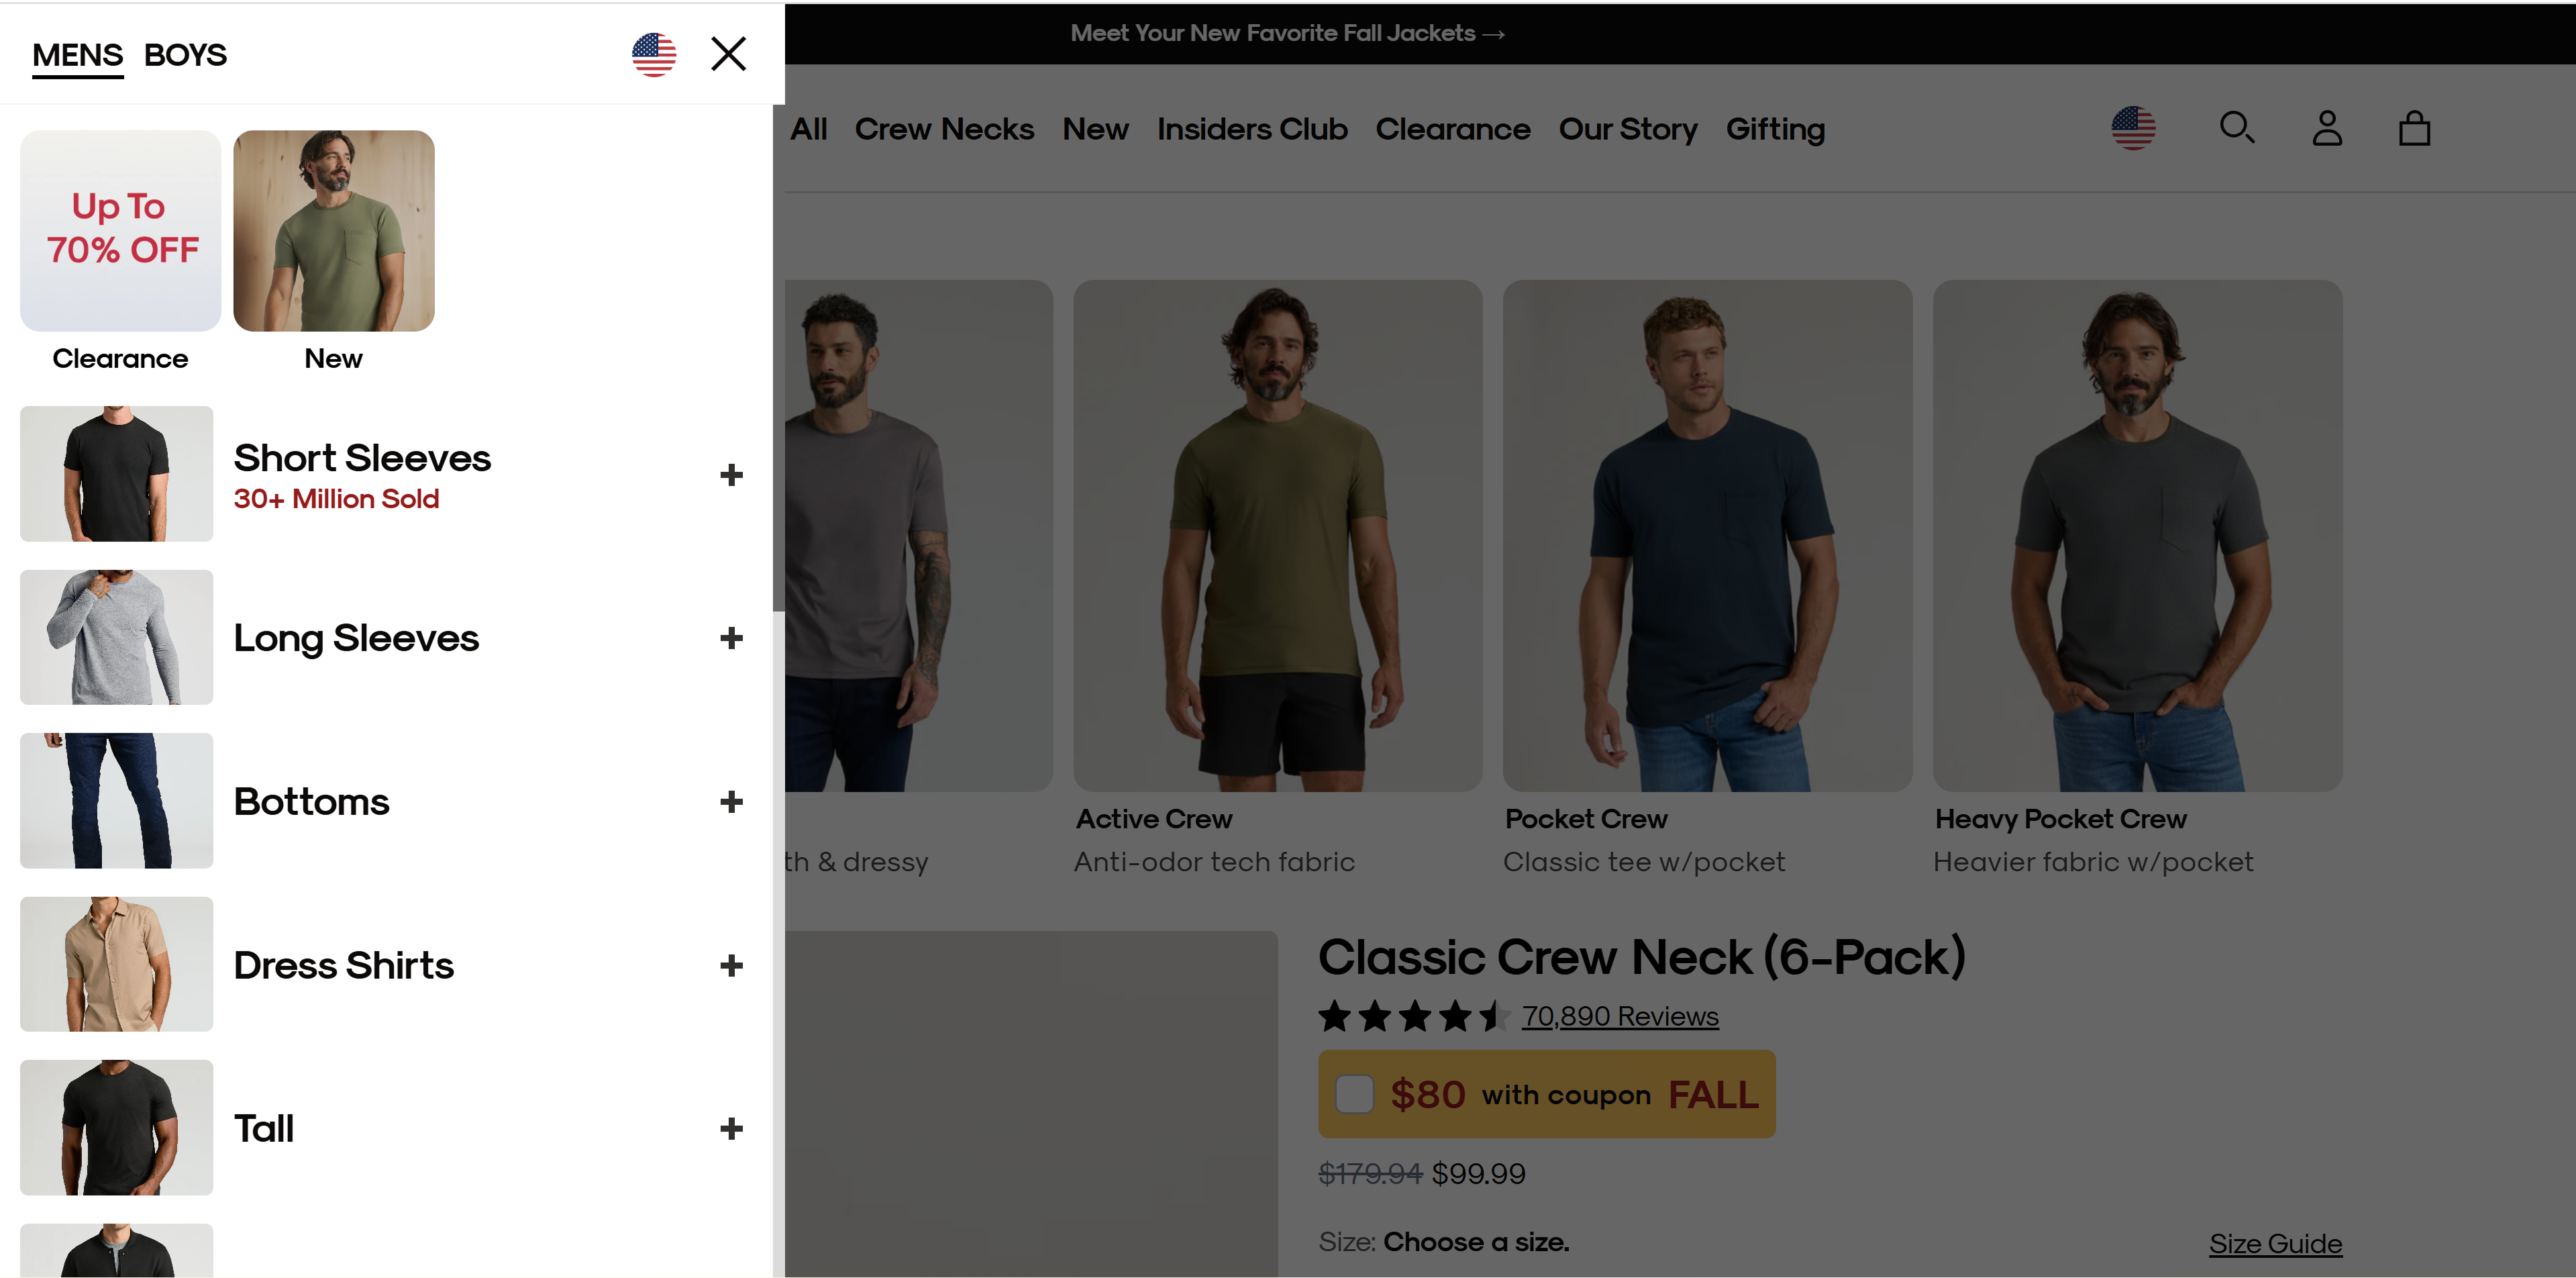 MENS BOYS
Up To
70% OFF
Clearance
New
Short Sleeves
30+ Million Sold
Long Sleeves
Bottoms
Dress Shirts
Tall
Meet Your New Favorite Fall Jackets →
All Crew Necks New Insiders Club Clearance Our Story Gifting
th & dressy
Active Crew
Anti-odor tech fabric
Pocket Crew
Classic tee w/pocket
Heavy Pocket Crew
Heavier fabric w/pocket
Classic Crew Neck (6-Pack)
70,890 Reviews
$80 with coupon FALL
$179.94 $99.99
Size: Choose a size.
Size Guide